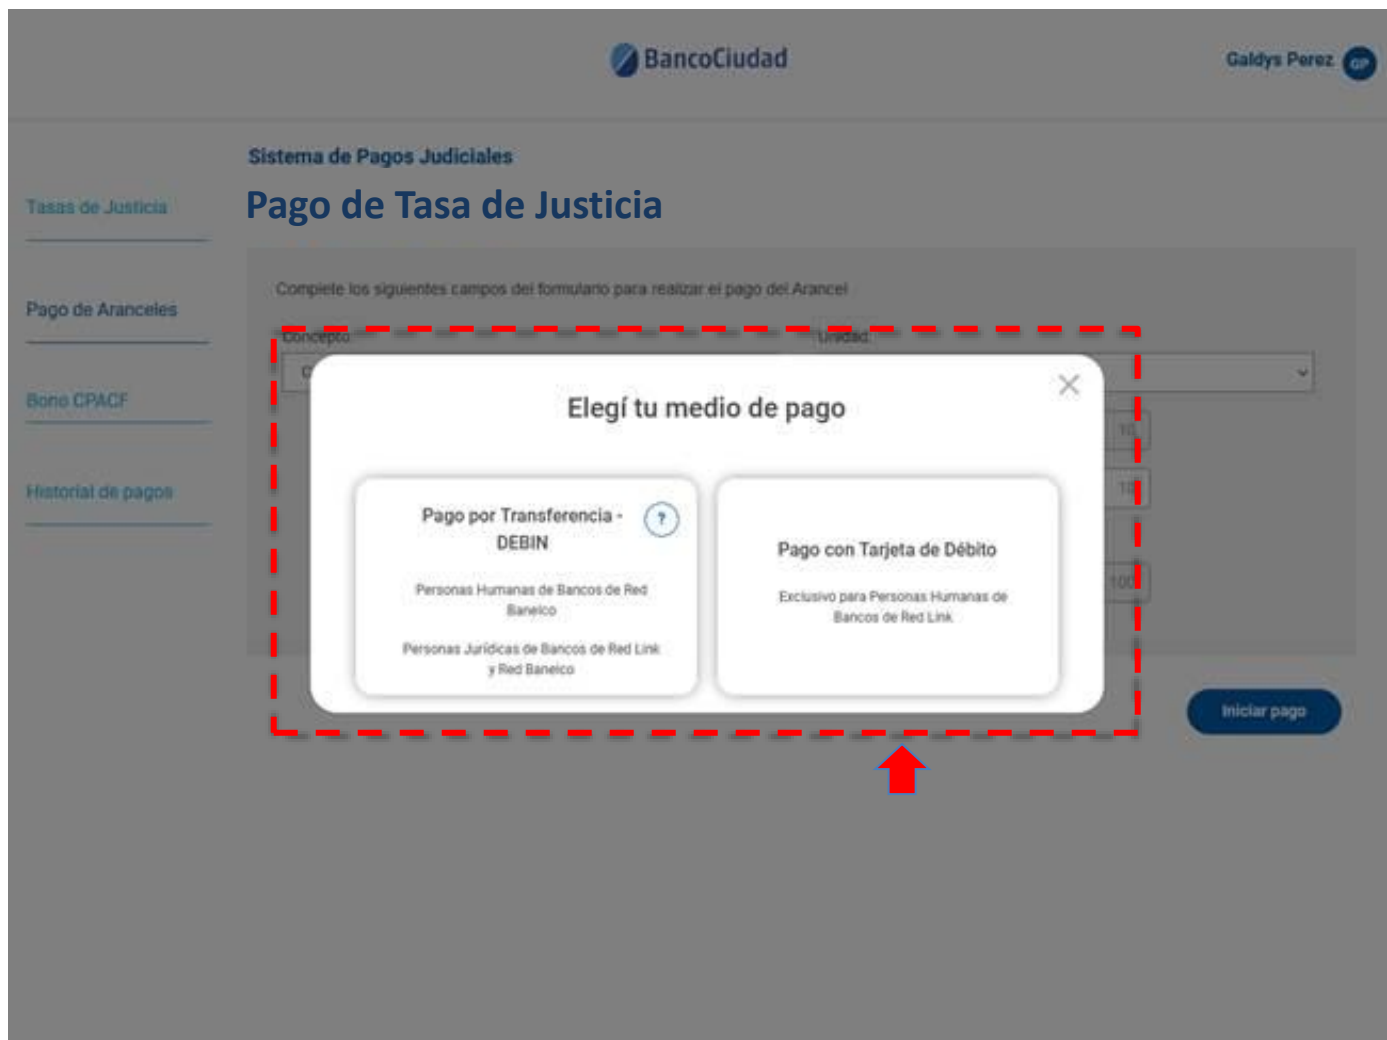 BancoCiudad
Galdys Perez GP
Sistema de Pagos Judiciales
Pago de Tasa de Justicia
Tasas de Justicia
Pago de Aranceles
Bono CPACF
Historial de pagos
Complete los siguientes campos del formulario para realizar el pago del Arancel
Concepto
Unidad
Elegí tu medio de pago
Pago por Transferencia -
DEBIN
?
Personas Humanas de Bancos de Red
Banelco
Personas Jurídicas de Bancos de Red Link
y Red Banelco
Pago con Tarjeta de Débito
Exclusivo para Personas Humanas de
Bancos de Red Link
10
100
Iniciar pago